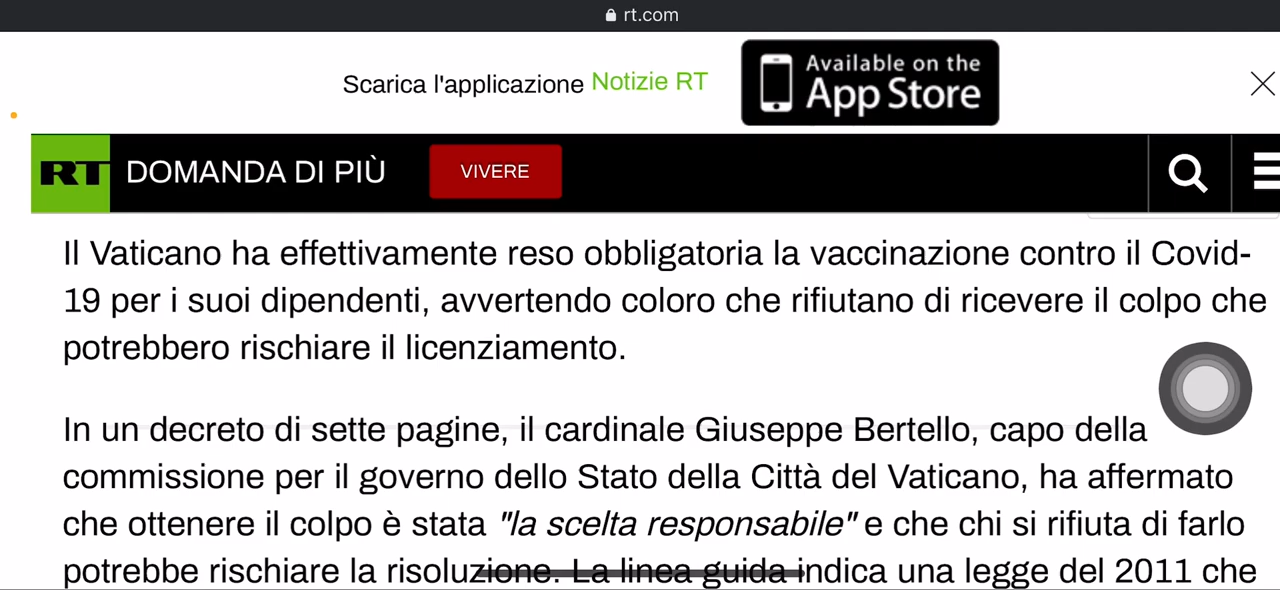 rt.com
Scarica l'applicazione Notizie RT
Available on the
App Store
RT DOMANDA DI PIÙ VIVERE
Il Vaticano ha effettivamente reso obbligatoria la vaccinazione contro il Covid-
19 per i suoi dipendenti, avvertendo coloro che rifiutano di ricevere il colpo che
potrebbero rischiare il licenziamento.
In un decreto di sette pagine, il cardinale Giuseppe Bertello, capo della
commissione per il governo dello Stato della Città del Vaticano, ha affermato
che ottenere il colpo è stata "la scelta responsabile" e che chi si rifiuta di farlo
potrebbe rischiare la risoluzione. La linea guida indica una legge del 2011 che